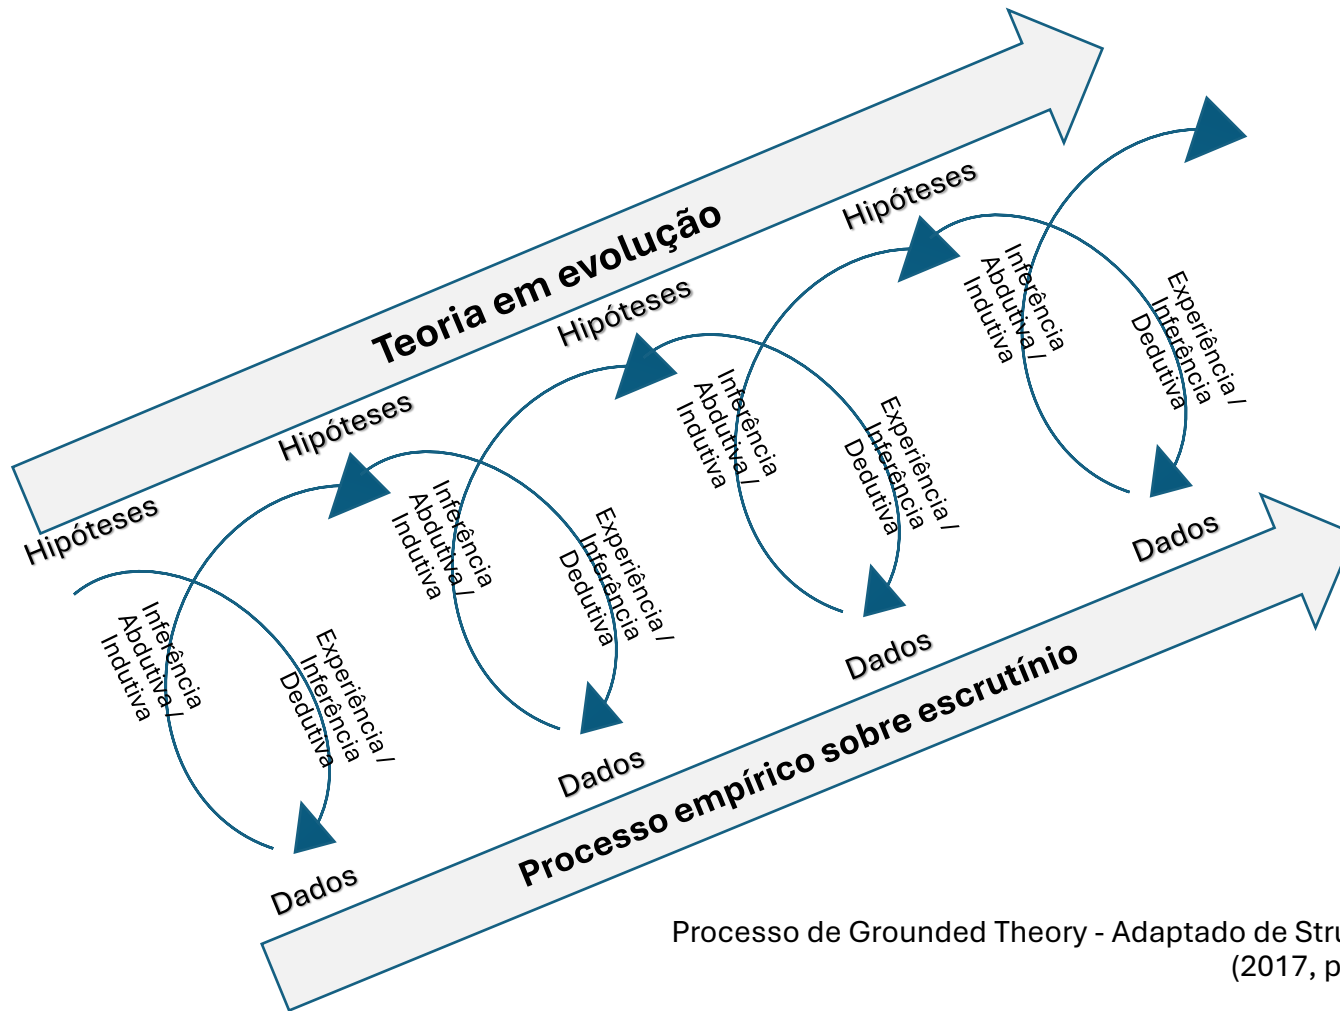 Teoria em evolução
Hipóteses
Hipóteses
Hipóteses
Hipóteses
Inferência
Abdutiva /
Indutiva
Experiência /
Inferência
Dedutiva
Inferência
Abdutiva /
Indutiva
Experiência /
Inferência
Dedutiva
Inferência
Abdutiva /
Indutiva
Experiência /
Inferência
Dedutiva
Inferência
Abdutiva /
Indutiva
Experiência /
Inferência
Dedutiva
Dados
Dados
Dados
Dados
Processo empírico sobre escrutínio
Processo de Grounded Theory - Adaptado de
(2017,